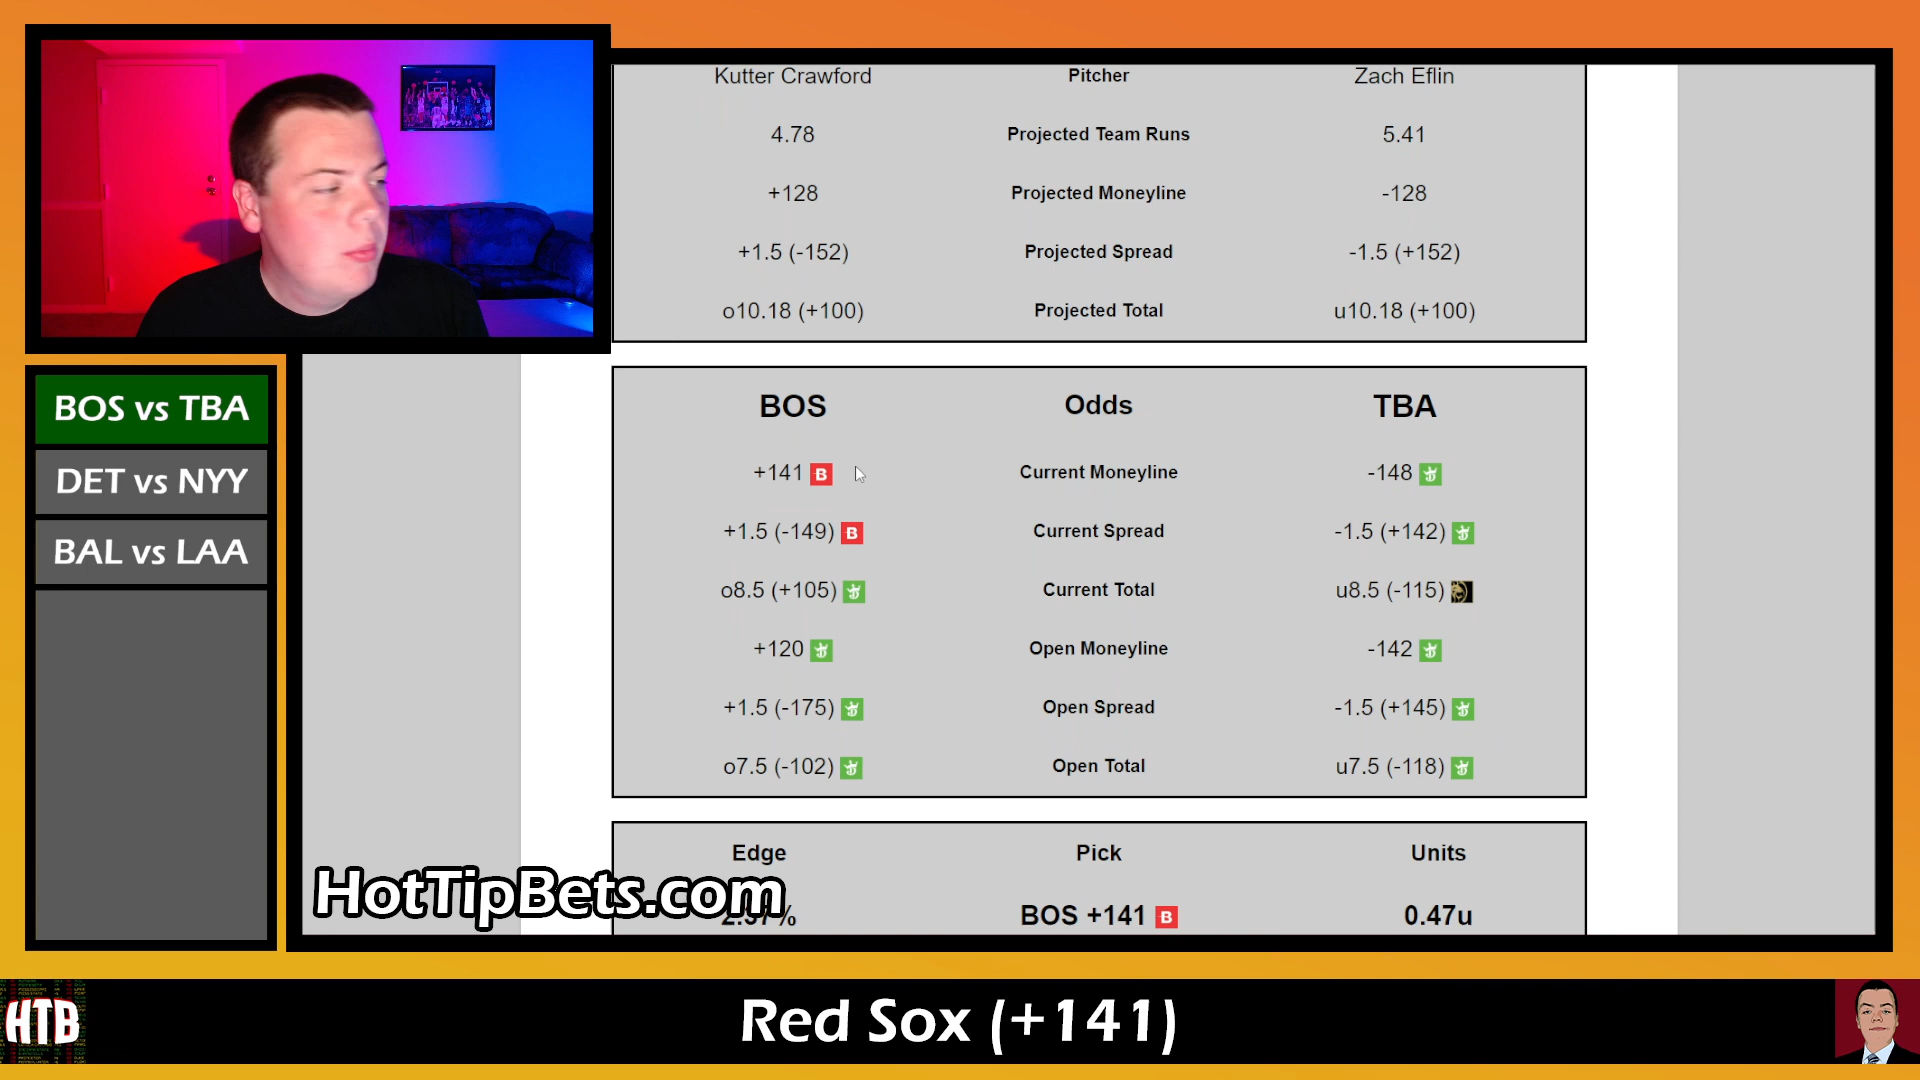 Kutter Crawford Pitcher Zach Eflin
4.78 Projected Team Runs 5.41
+128 Projected Moneyline -128
+1.5 (-152) Projected Spread -1.5 (+152)
o10.18 (+100) Projected Total u10.18 (+100)
BOS vs TBA
DET vs NYY
BAL vs LAA
BOS Odds TBA
+141 B Current Moneyline -148
+1.5 (-149) B Current Spread -1.5 (+142)
o8.5 (+105) Current Total u8.5 (-115)
+120 Open Moneyline -142
+1.5 (-175) Open Spread -1.5 (+145)
o7.5 (-102) Open Total u7.5 (-118)
Edge Pick Units
BOS +141 B 0.47u
HotTipBets.com
HTB
Red Sox (+141)